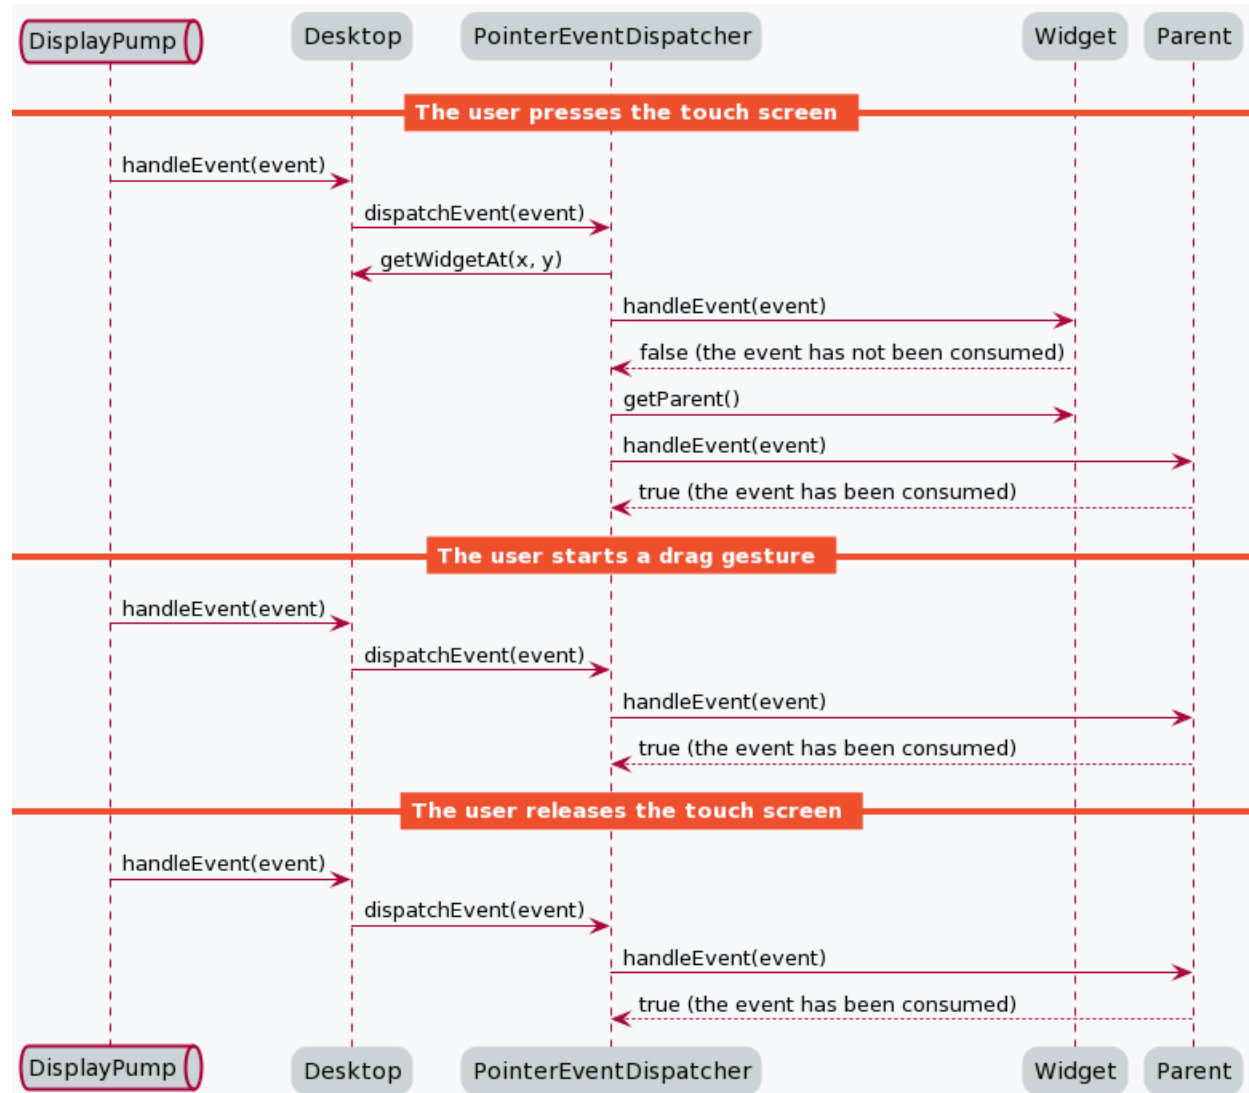 DisplayPump Desktop PointerEventDispatcher Widget Parent
The user presses the touch screen
handleEvent(event)
dispatchEvent(event)
getWidgetAt(x, y)
handleEvent(event)
false (the event has not been consumed)
getParent()
handleEvent(event)
true (the event has been consumed)
The user starts a drag gesture
handleEvent(event)
dispatchEvent(event)
handleEvent(event)
true (the event has been consumed)
The user releases the touch screen
handleEvent(event)
dispatchEvent(event)
handleEvent(event)
true (the event has been consumed)
DisplayPump Desktop PointerEventDispatcher Widget Parent